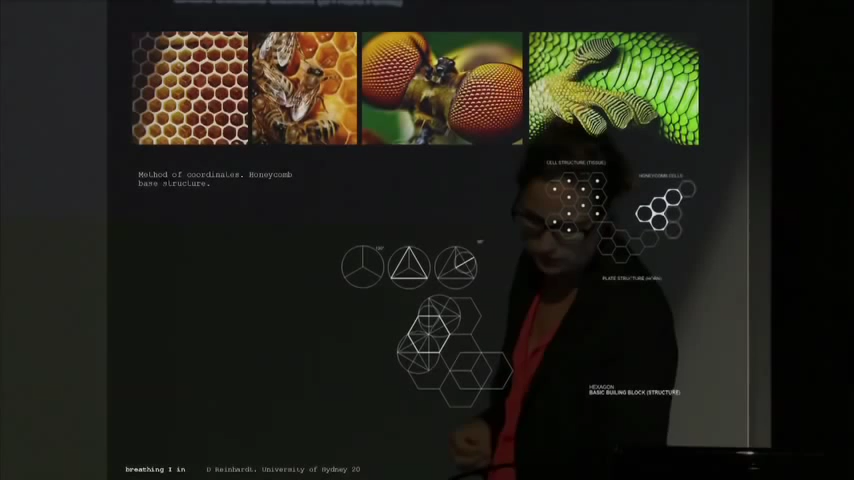 CELL STRUCTURE (TISSUE)
HONEYCOMB CELLS
Method of coordinates. Honeycomb
base structure.
PLATE STRUCTURE
HEXAGON
BASIC BUILING BLOCK (STRUCTURE)
breathing I in
D Reinhardt, University of Sydney 20